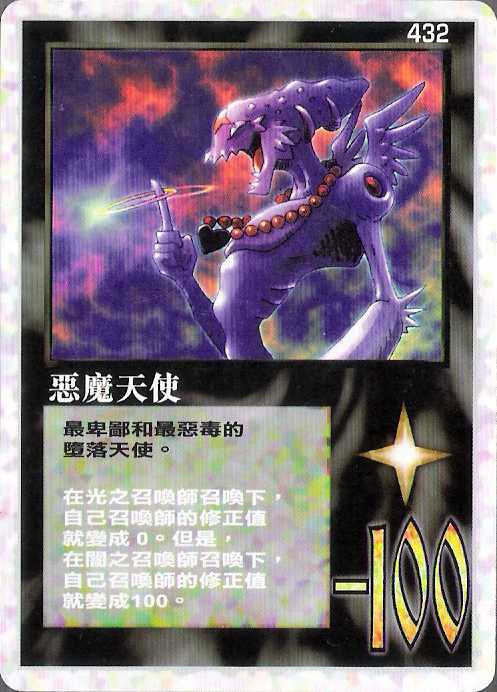 432
惡魔天使
最卑鄙和最惡毒的
墮落天使。
在光之召喚師召喚下，
自己召喚師的修正值
就變成 0。但是，
在闇之召喚師召喚下，
自己召喚師的修正值
就變成100。
-100